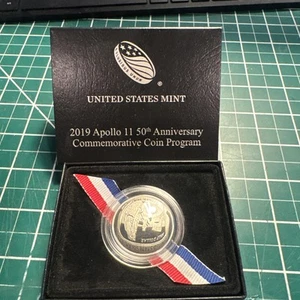 UNITED STATES MINT
2019 Apollo 11 50th Anniversary
Commemorative Coin Program